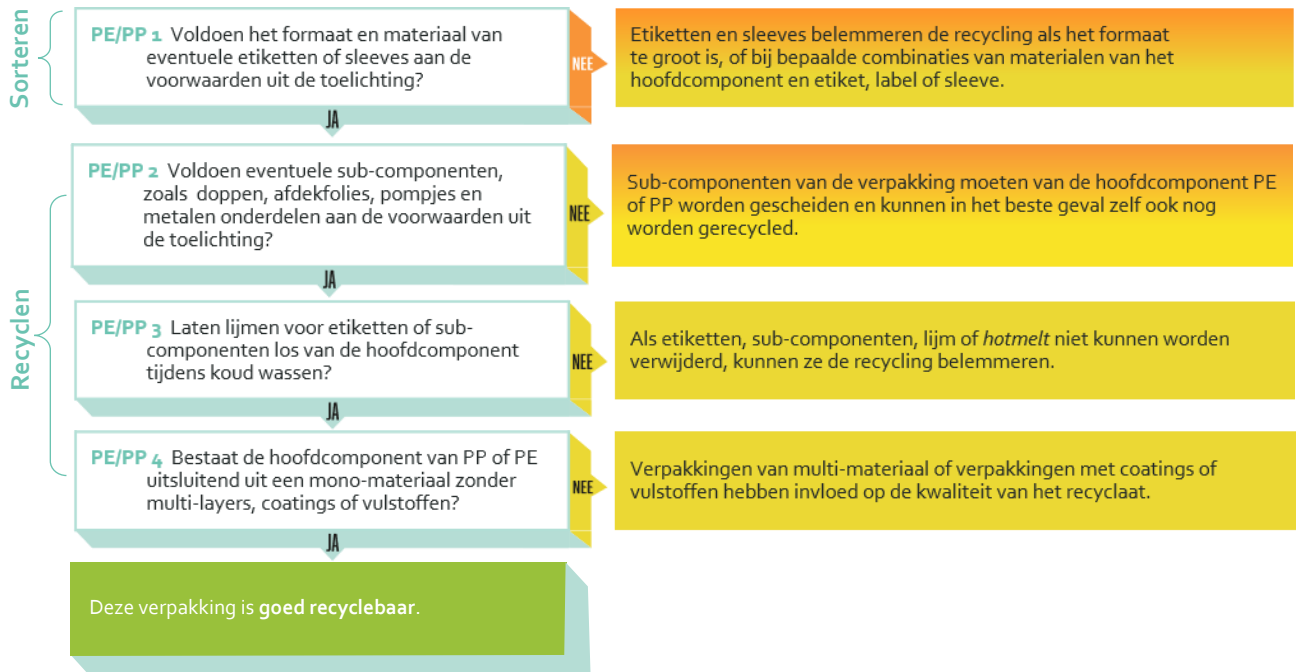 Sorteren
PE/PP 1 Voldoen het formaat en materiaal van
eventuele etiketten of sleeves aan de
voorwaarden uit de toelichting?
NEE
Etiketten en sleeves belemmeren de recycling als het formaat
te groot is, of bij bepaalde combinaties van materialen van het
hoofdcomponent en etiket, label of sleeve.
JA
Recyclen
PE/PP 2 Voldoen eventuele sub-componenten,
zoals doppen, afdekfolies, pompjes en
metalen onderdelen aan de voorwaarden uit
de toelichting?
NEE
Sub-componenten van de verpakking moeten van de hoofdcomponent PE
of PP worden gescheiden en kunnen in het beste geval zelf ook nog
worden gerecycled.
JA
PE/PP 3 Laten lijmen voor etiketten of sub-
componenten los van de hoofdcomponent
tijdens koud wassen?
NEE
Als etiketten, sub-componenten, lijm of hotmelt niet kunnen worden
verwijderd, kunnen ze de recycling belemmeren.
JA
PE/PP 4 Bestaat de hoofdcomponent van PP of PE
uitsluitend uit een mono-materiaal zonder
multi-layers, coatings of vulstoffen?
NEE
Verpakkingen van multi-materiaal of verpakkingen met coatings of
vulstoffen hebben invloed op de kwaliteit van het recyclaat.
JA
Deze verpakking is goed recyclebaar.